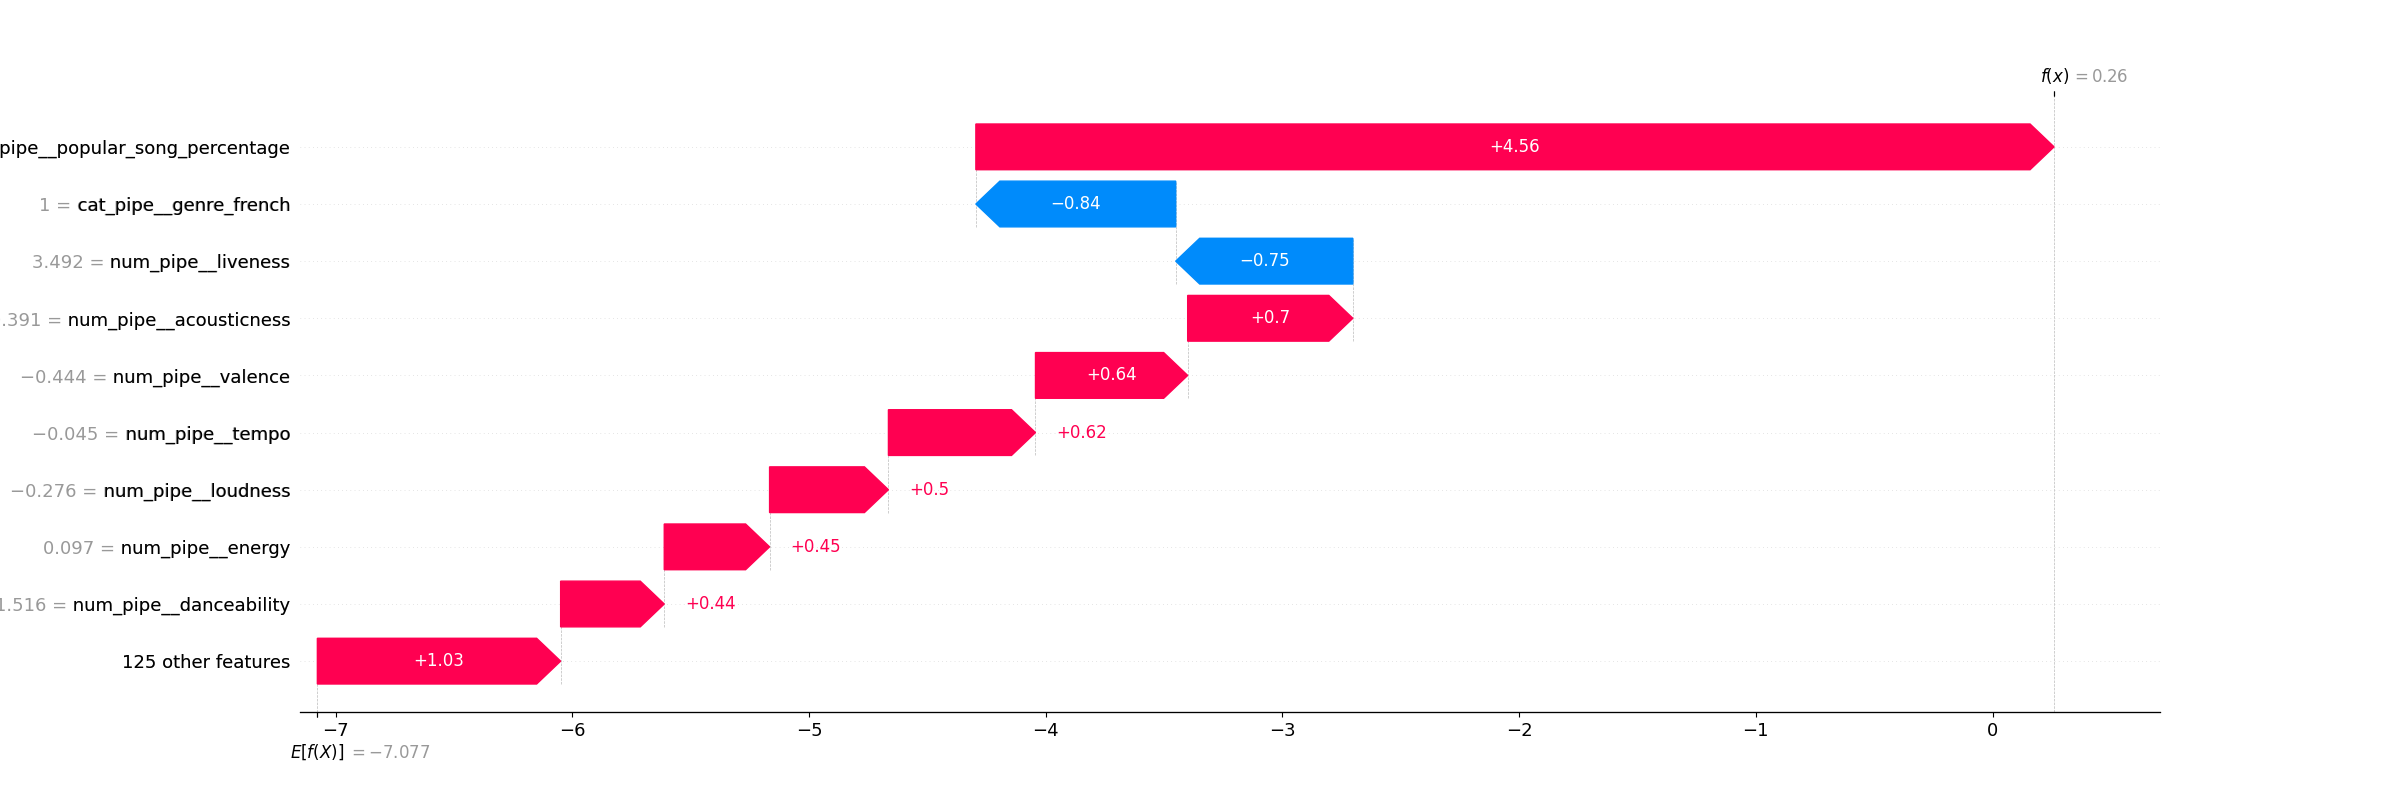 f(x) = 0.26
pipe__popular_song_percentage
+4.56
1 = cat_pipe__genre_french
−0.84
3.492 = num_pipe__liveness
−0.75
.391 = num_pipe__acousticness
+0.7
−0.444 = num_pipe__valence
+0.64
−0.045 = num_pipe__tempo
+0.62
−0.276 = num_pipe__loudness
+0.5
0.097 = num_pipe__energy
+0.45
1.516 = num_pipe__danceability
+0.44
125 other features
+1.03
−7 −6 −5 −4 −3 −2 −1 0
E[f(X)] = −7.077